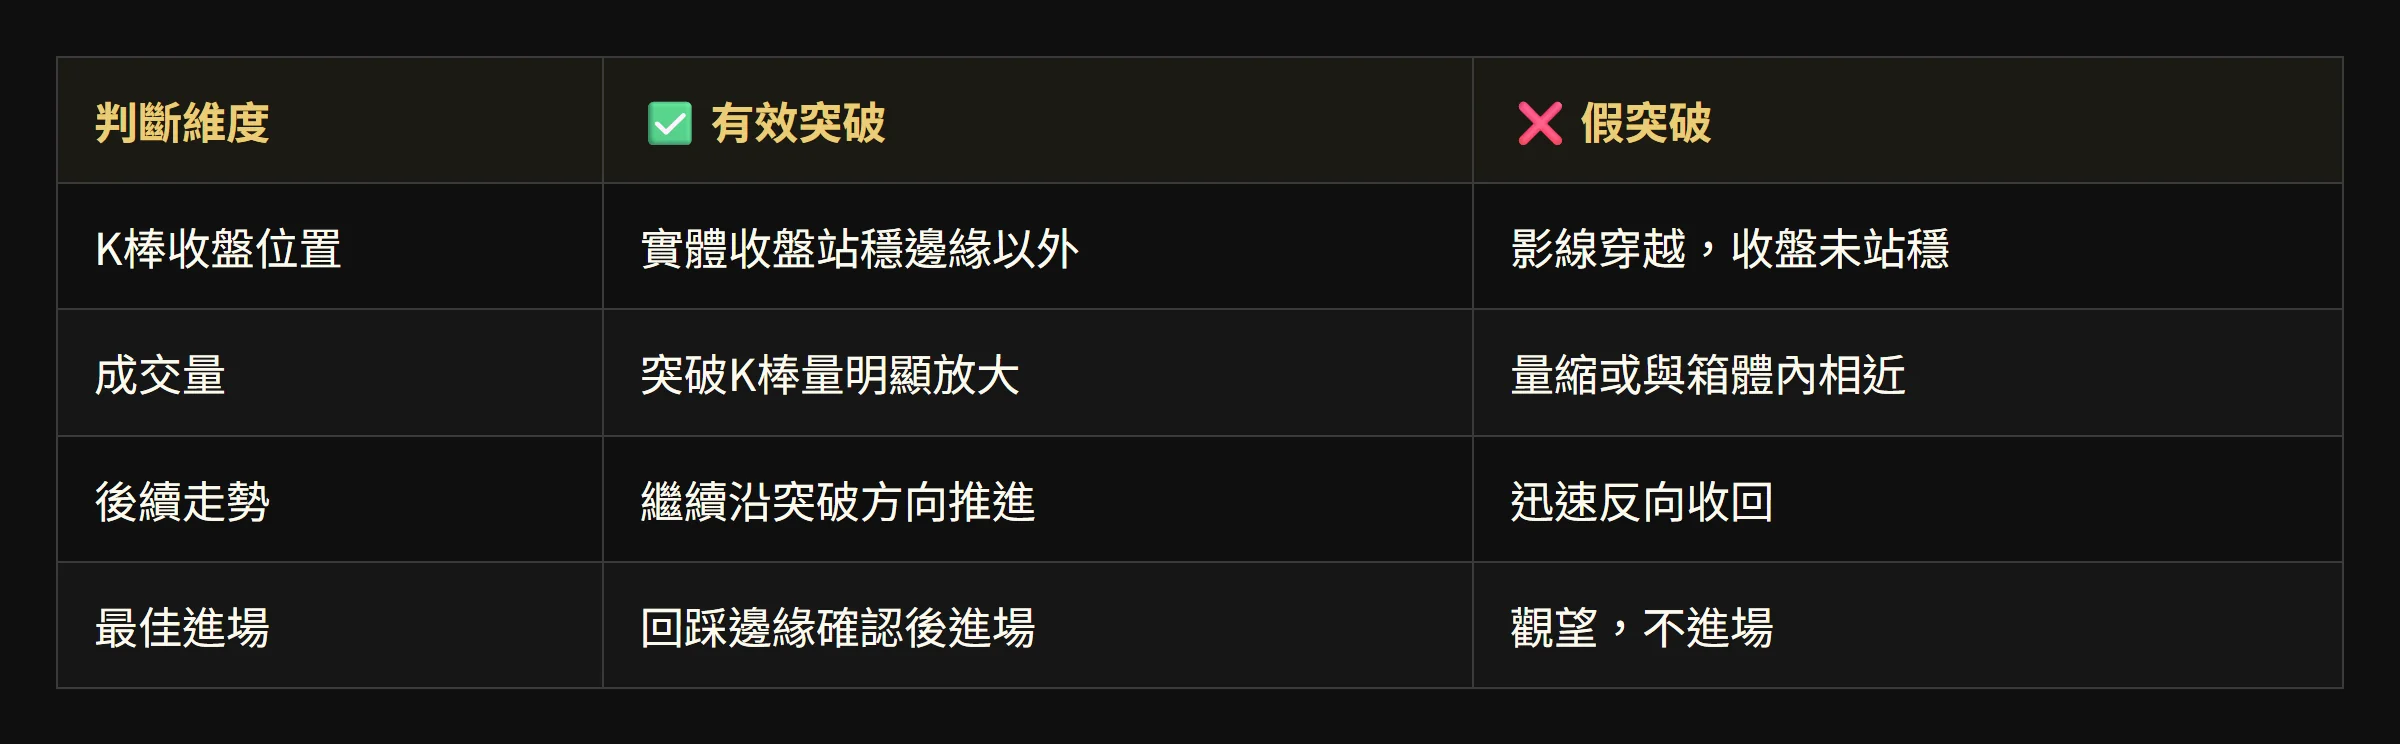 判斷維度 ✅ 有效突破 ❌ 假突破
K棒收盤位置 實體收盤站穩邊緣以外 影線穿越，收盤未站穩
成交量 突破K棒量明顯放大 量縮或與箱體內相近
後續走勢 繼續沿突破方向推進 迅速反向收回
最佳進場 回踩邊緣確認後進場 觀望，不進場